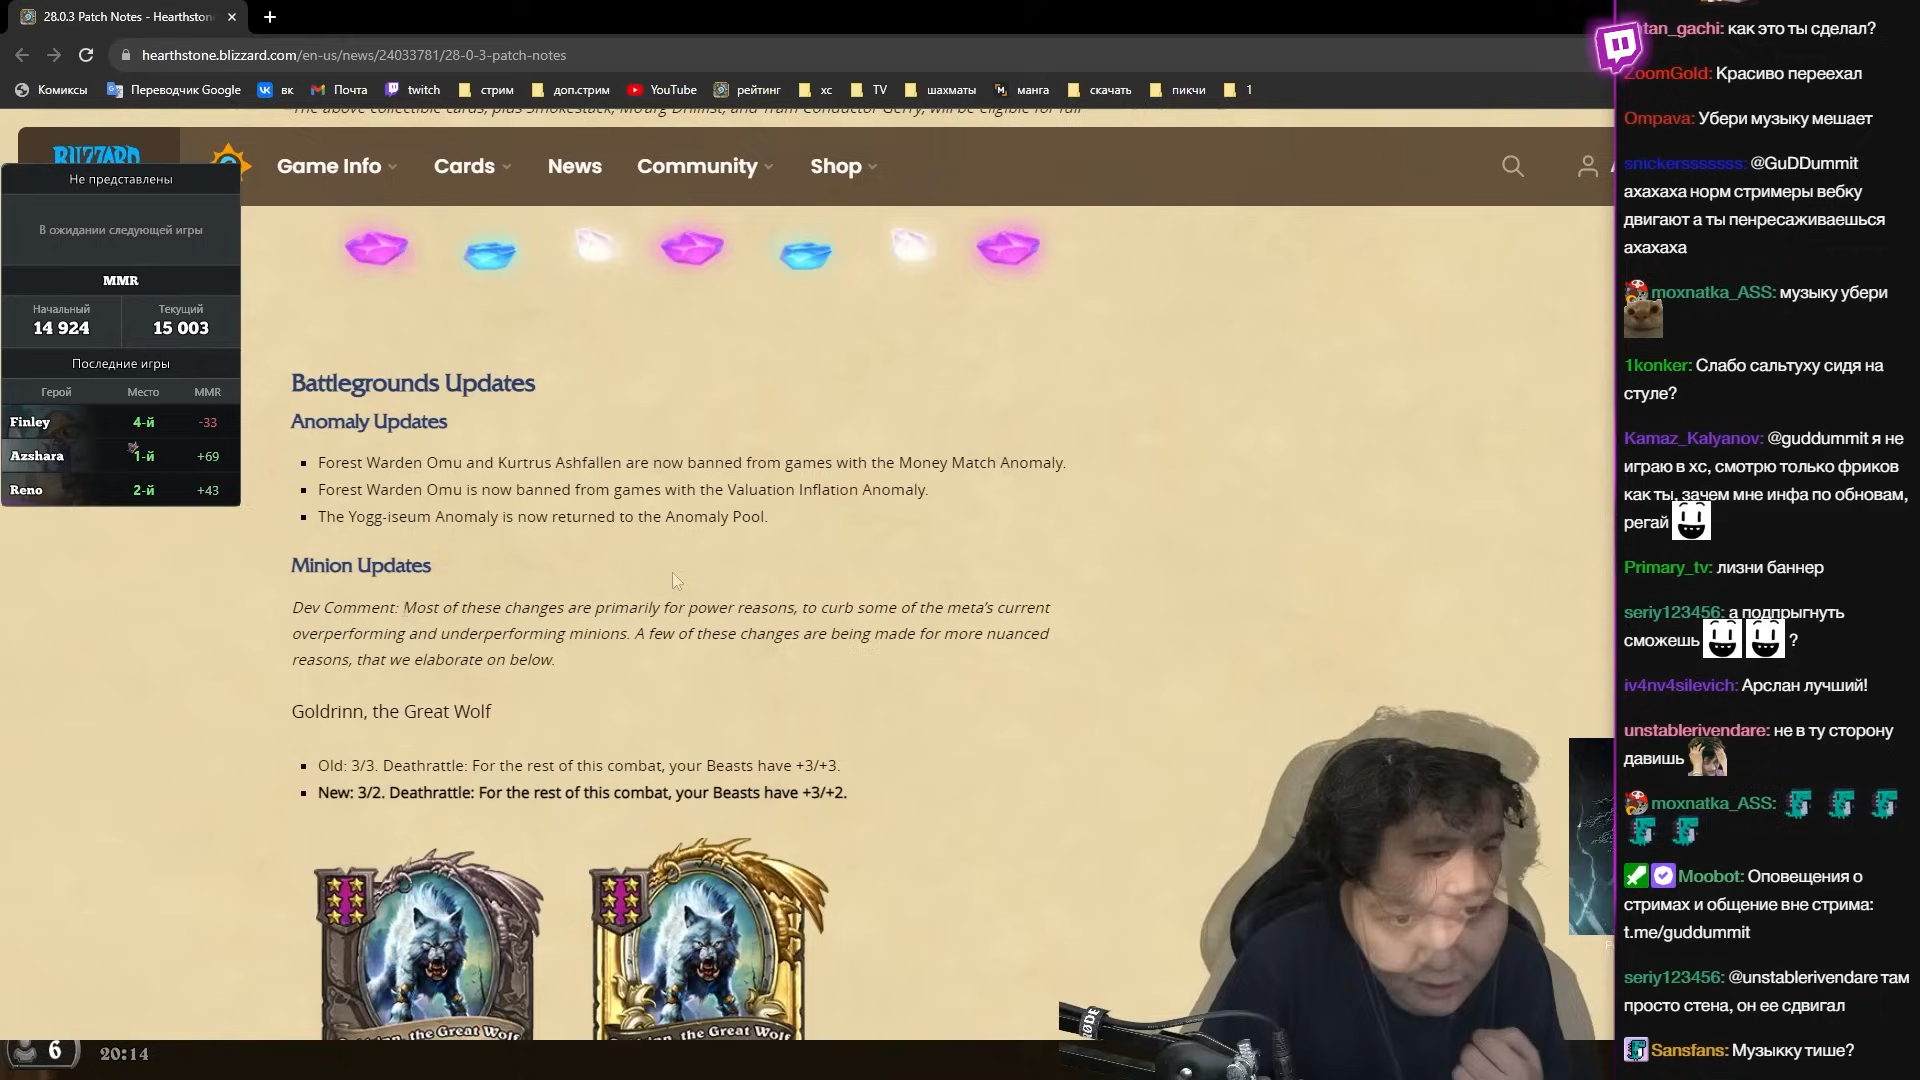 28.0.3 Patch Notes - Hearthston
hearthstone.blizzard.com/en-us/news/24033781/28-0-3-patch-notes
Комиксы
Переводчик Google
вк
Почта
twitch
стрим
доп.стрим
YouTube
рейтинг
хс
TV
шахматы
манга
скачать
пикчи
1
BLIZZARD
Game Info
Cards
News
Community
Shop
Не представлены
В ожидании следующей игры
MMR
Начальный Текущий
14 924 15 003
Последние игры
Герой Место MMR
Finley 4-й -33
Azshara 1-й +69
Reno 2-й +43
Battlegrounds Updates
Anomaly Updates
Forest Warden Omu and Kurtrus Ashfallen are now banned from games with the Money Match Anomaly.
Forest Warden Omu is now banned from games with the Valuation Inflation Anomaly.
The Yogg-iseum Anomaly is now returned to the Anomaly Pool.
Minion Updates
Dev Comment: Most of these changes are primarily for power reasons, to curb some of the meta’s current
overperforming and underperforming minions. A few of these changes are being made for more nuanced
reasons, that we elaborate on below.
Goldrinn, the Great Wolf
Old: 3/3. Deathrattle: For the rest of this combat, your Beasts have +3/+3.
New: 3/2. Deathrattle: For the rest of this combat, your Beasts have +3/+2.
the Great Wolf
the Great Wolf
6
20:14
RØDE
tan_gachi: как это ты сделал?
ZoomGold: Красиво переехал
Ompava: Убери музыку мешает
snickersssssss: @GuDDummit
ахахаха норм стримеры вебку
двигают а ты пенресаживаешься
ахахаха
moxnatka_ASS: музыку убери
1konker: Слабо сальтуху сидя на
стуле?
Kamaz_Kalyanov: @guddummit я не
играю в хс, смотрю только фриков
как ты, зачем мне инфа по обновам,
регай
Primary_tv: лизни баннер
seriy123456: а подпрыгнуть
сможешь ?
iv4nv4silevich: Арслан лучший!
unstablerivendare: не в ту сторону
давишь
moxnatka_ASS:
Moobot: Оповещения о
стримах и общение вне стрима:
t.me/guddummit
seriy123456: @unstablerivendare там
просто стена, он ее сдвигал
Sansfans: Музыкку тише?